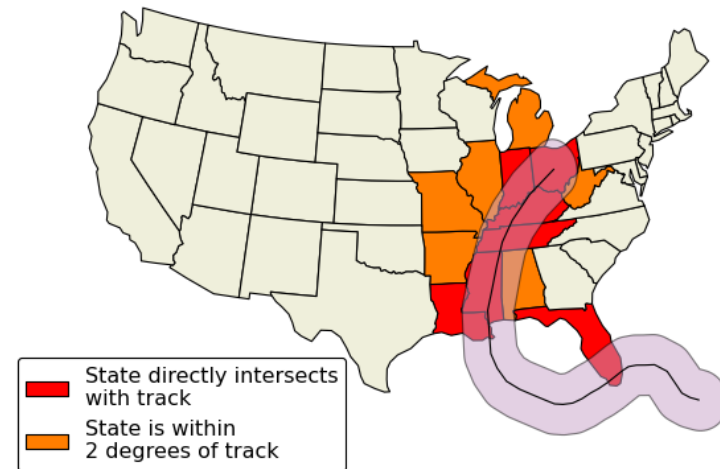 State directly intersects
with track
State is within
2 degrees of track